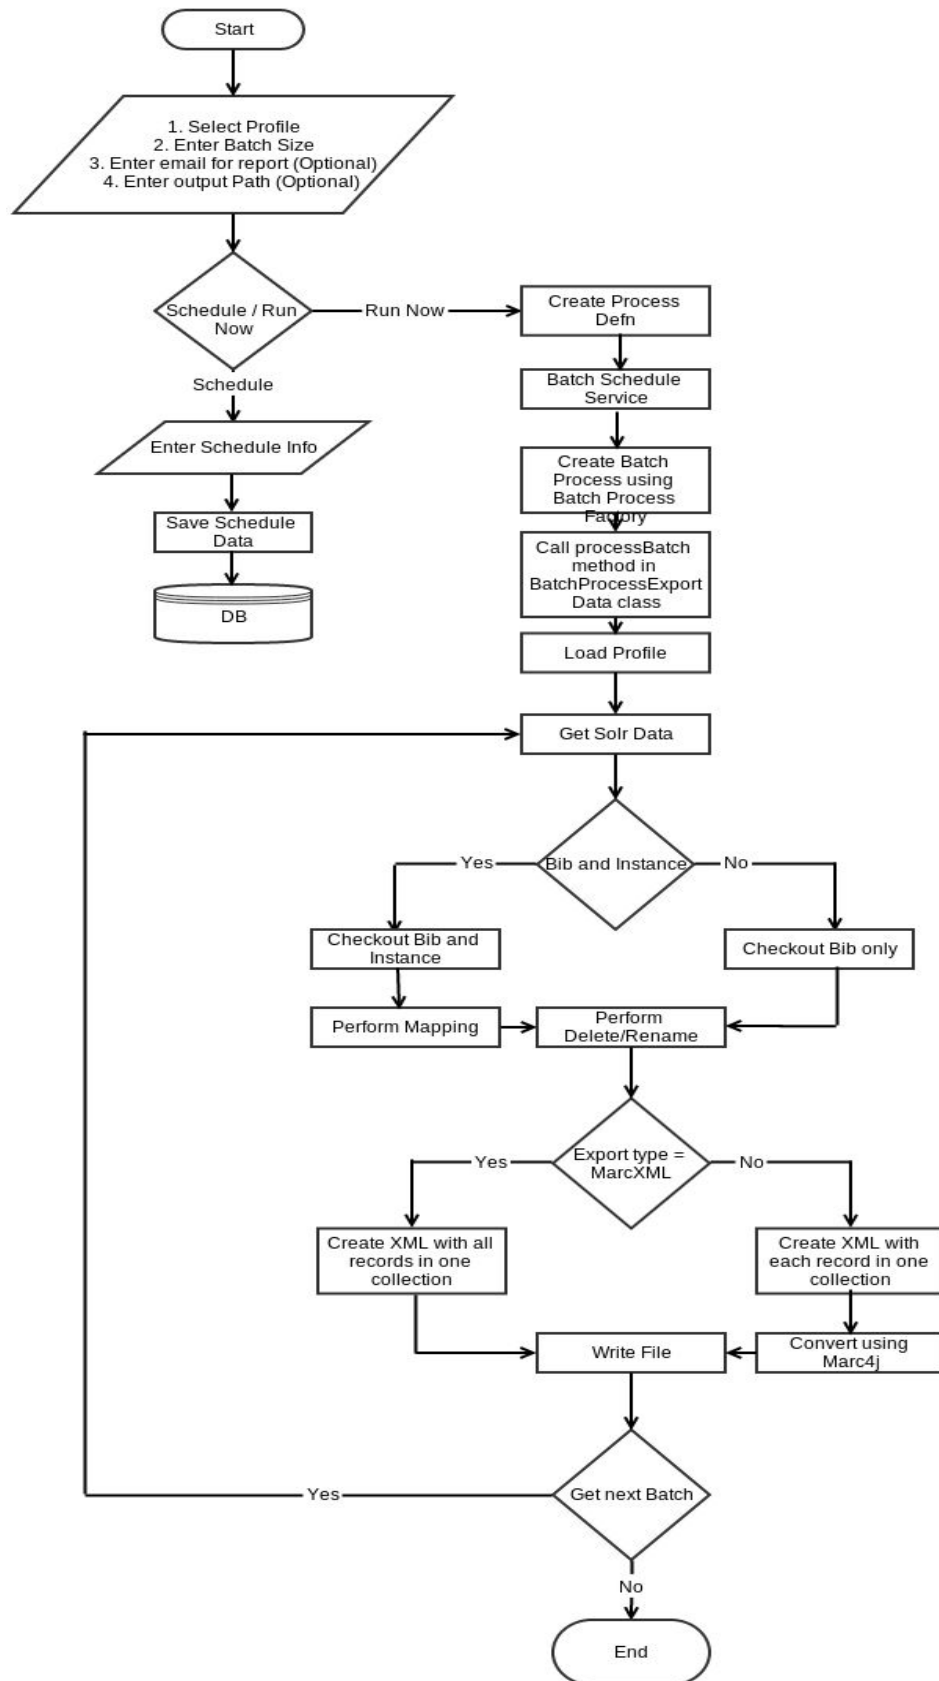 Start
1. Select Profile
2. Enter Batch Size
3. Enter email for report (Optional)
4. Enter output Path (Optional)
Schedule / Run
Now
Run Now
Create Process
Defn
Schedule
Batch Schedule
Service
Enter Schedule Info
Create Batch
Process using
Batch Process
Factory
Save Schedule
Data
Call processBatch
method in
BatchProcessExport
Data class
DB
Load Profile
Get Solr Data
Yes
Bib and Instance
No
Checkout Bib and
Instance
Checkout Bib only
Perform Mapping
Perform
Delete/Rename
Yes
Export type =
MarcXML
No
Create XML with all
records in one
collection
Create XML with
each record in one
collection
Write File
Convert using
Marc4j
Yes
Get next Batch
No
End